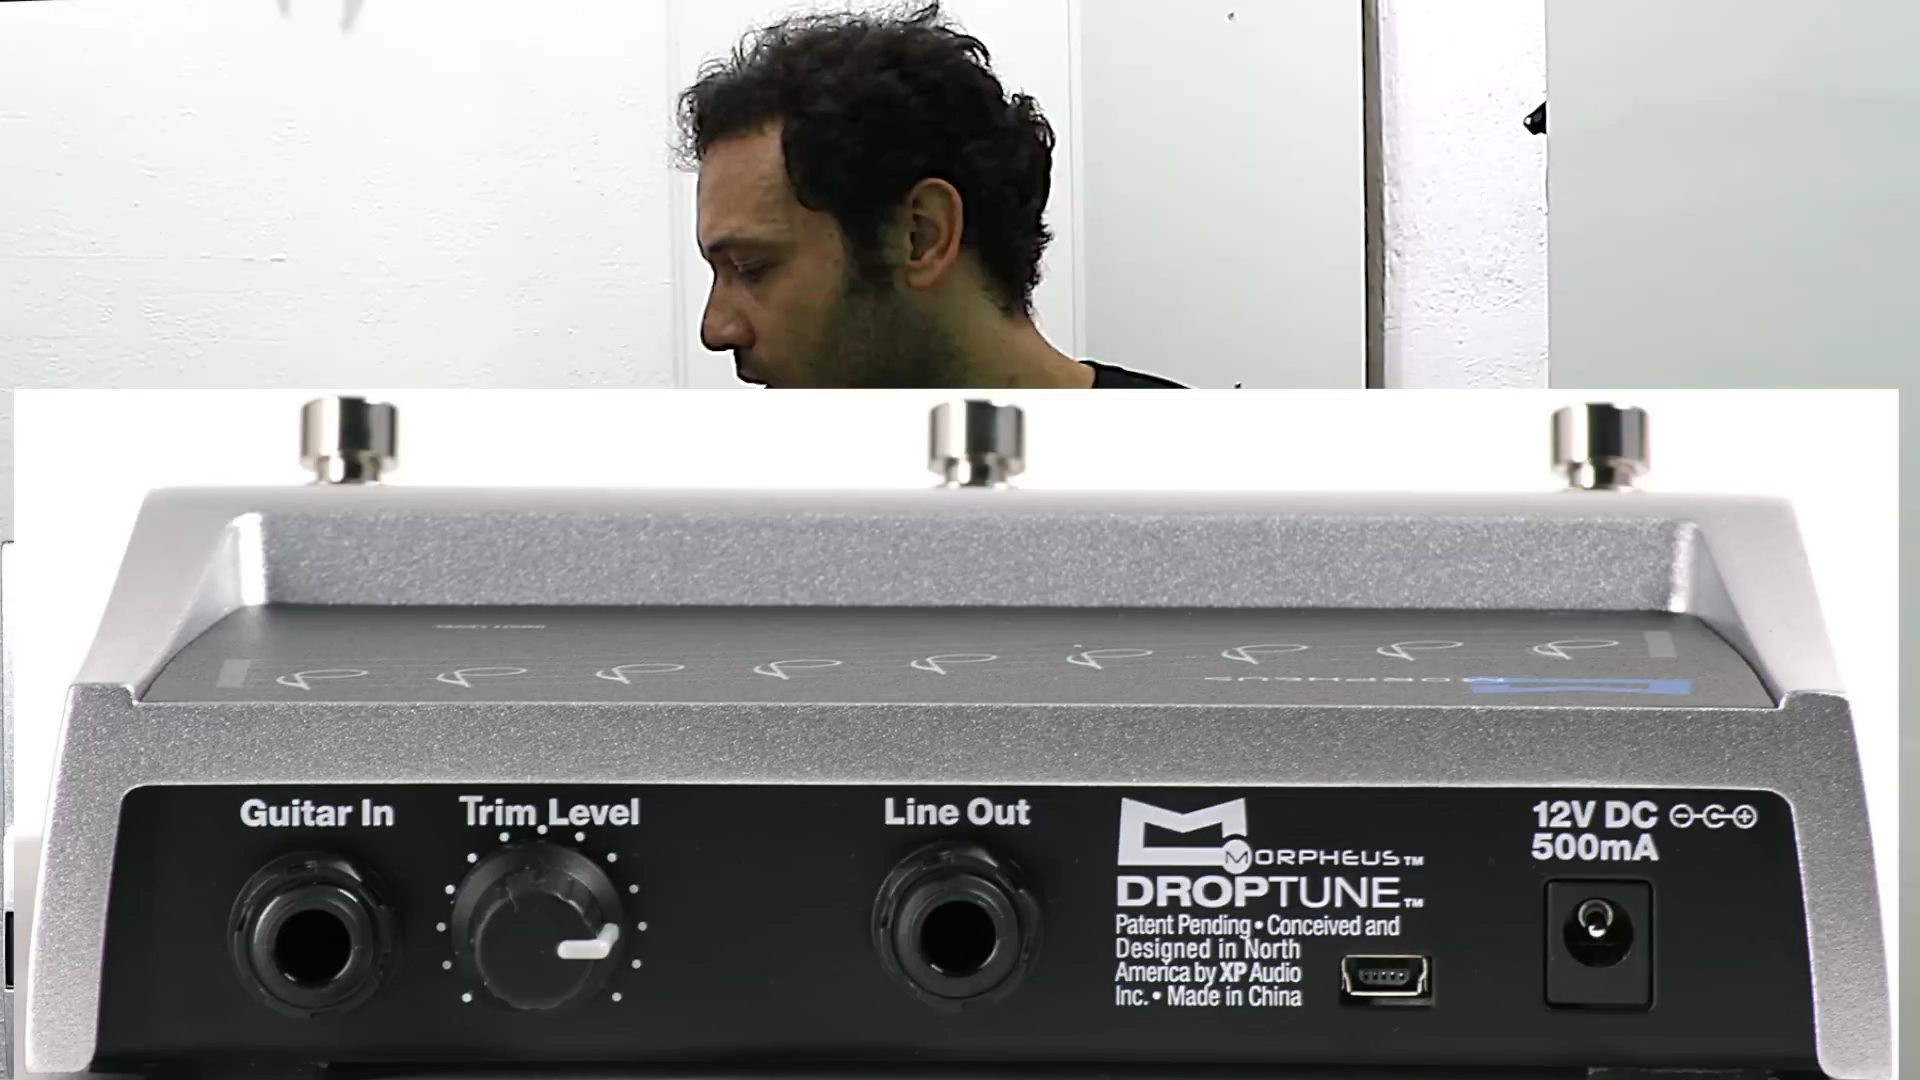 MORPHEUS
Guitar In
Trim Level
Line Out
MORPHEUS™
DROPTUNE™
Patent Pending • Conceived and
Designed in North
America by XP Audio
Inc. • Made in China
12V DC
500mA